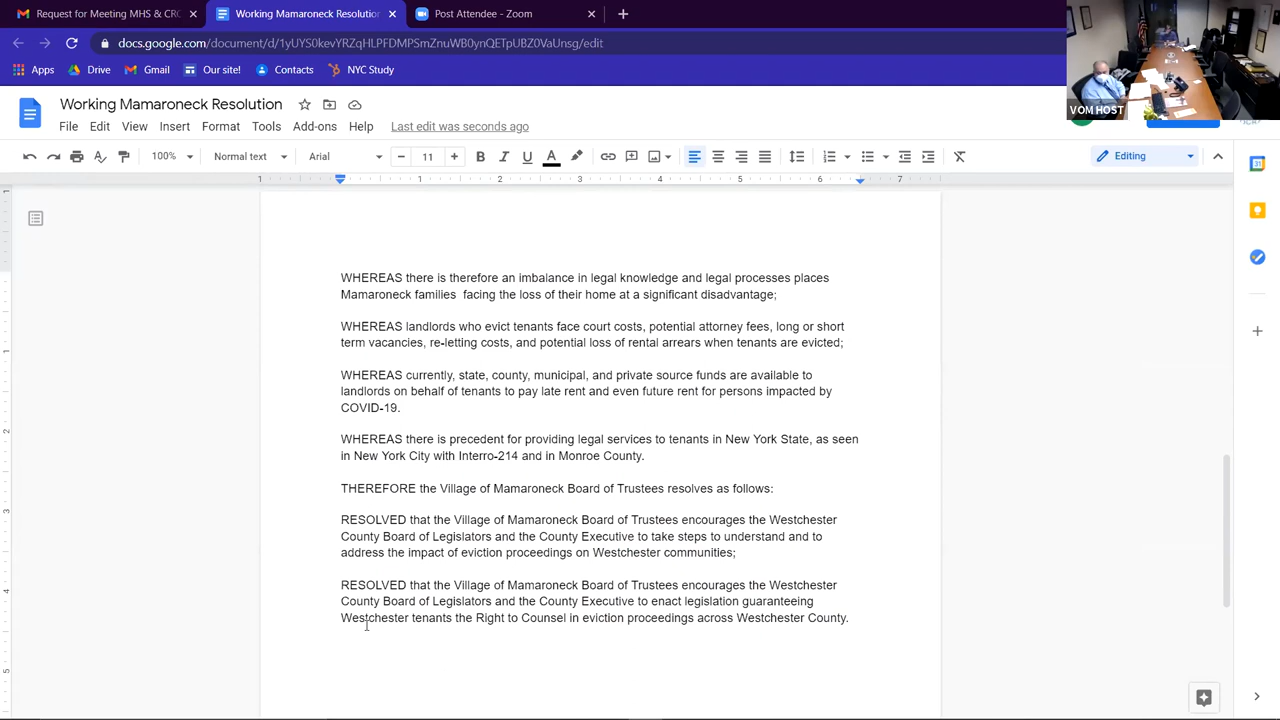 Request for Meeting MHS & CRC
Working Mamaroneck Resolution
Post Attendee - Zoom
docs.google.com/document/d/1yUYS0kevYRZqHLPFDMPSmZnuWB0ynQETpUBZ0VaUnsg/edit
Apps Drive Gmail Our site! Contacts NYC Study
VOM HOST
Working Mamaroneck Resolution
File Edit View Insert Format Tools Add-ons Help Last edit was seconds ago
100% Normal text Arial 11 B I U A Editing
1 1 2 3 4 5 6 7
WHEREAS there is therefore an imbalance in legal knowledge and legal processes places
Mamaroneck families  facing the loss of their home at a significant disadvantage;
WHEREAS landlords who evict tenants face court costs, potential attorney fees, long or short
term vacancies, re-letting costs, and potential loss of rental arrears when tenants are evicted;
WHEREAS currently, state, county, municipal, and private source funds are available to
landlords on behalf of tenants to pay late rent and even future rent for persons impacted by
COVID-19.
WHEREAS there is precedent for providing legal services to tenants in New York State, as seen
in New York City with Interro-214 and in Monroe County.
THEREFORE the Village of Mamaroneck Board of Trustees resolves as follows:
RESOLVED that the Village of Mamaroneck Board of Trustees encourages the Westchester
County Board of Legislators and the County Executive to take steps to understand and to
address the impact of eviction proceedings on Westchester communities;
RESOLVED that the Village of Mamaroneck Board of Trustees encourages the Westchester
County Board of Legislators and the County Executive to enact legislation guaranteeing
Westchester tenants the Right to Counsel in eviction proceedings across Westchester County.